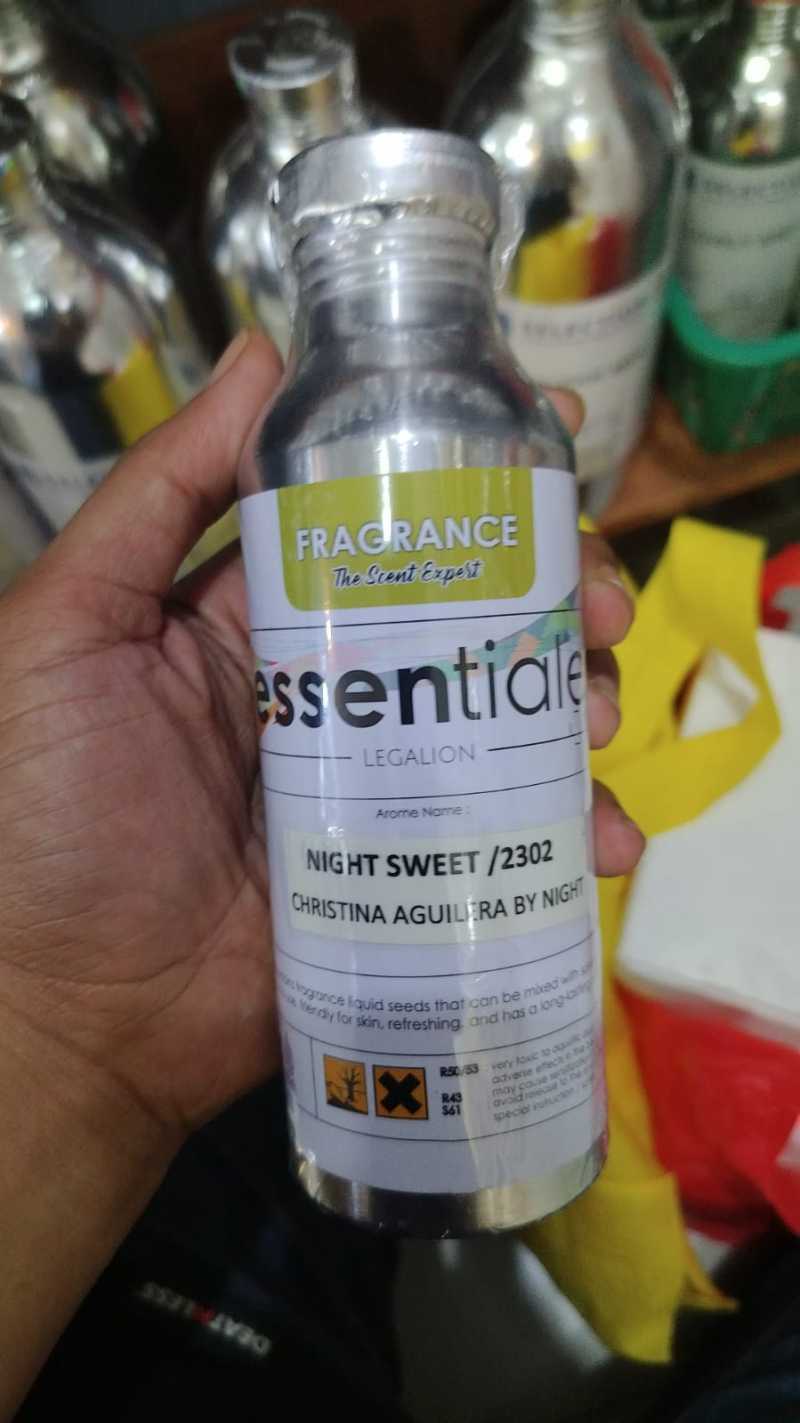 FRAGRANCE
The Scent Expert
essentiale
LEGALION
Arome Name :
NIGHT SWEET /2302
CHRISTINA AGUILERA BY NIGHT
fragrance liquid seeds that can be mixed with
friendly for skin, refreshing, and has a long-lasting
R50/53
very toxic to aquatic
adverse effects in the
R43
may cause
S61
avoid release to the
special instruction /